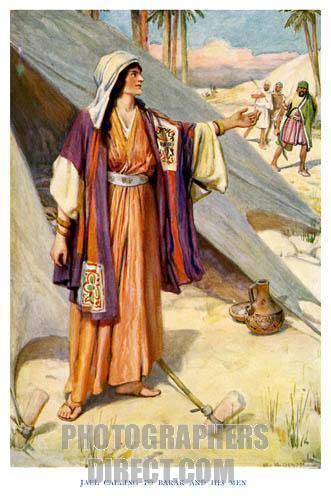 PHOTOGRAPHERS
DIRECT.COM
JAEL CALLING TO BARAK AND HIS MEN